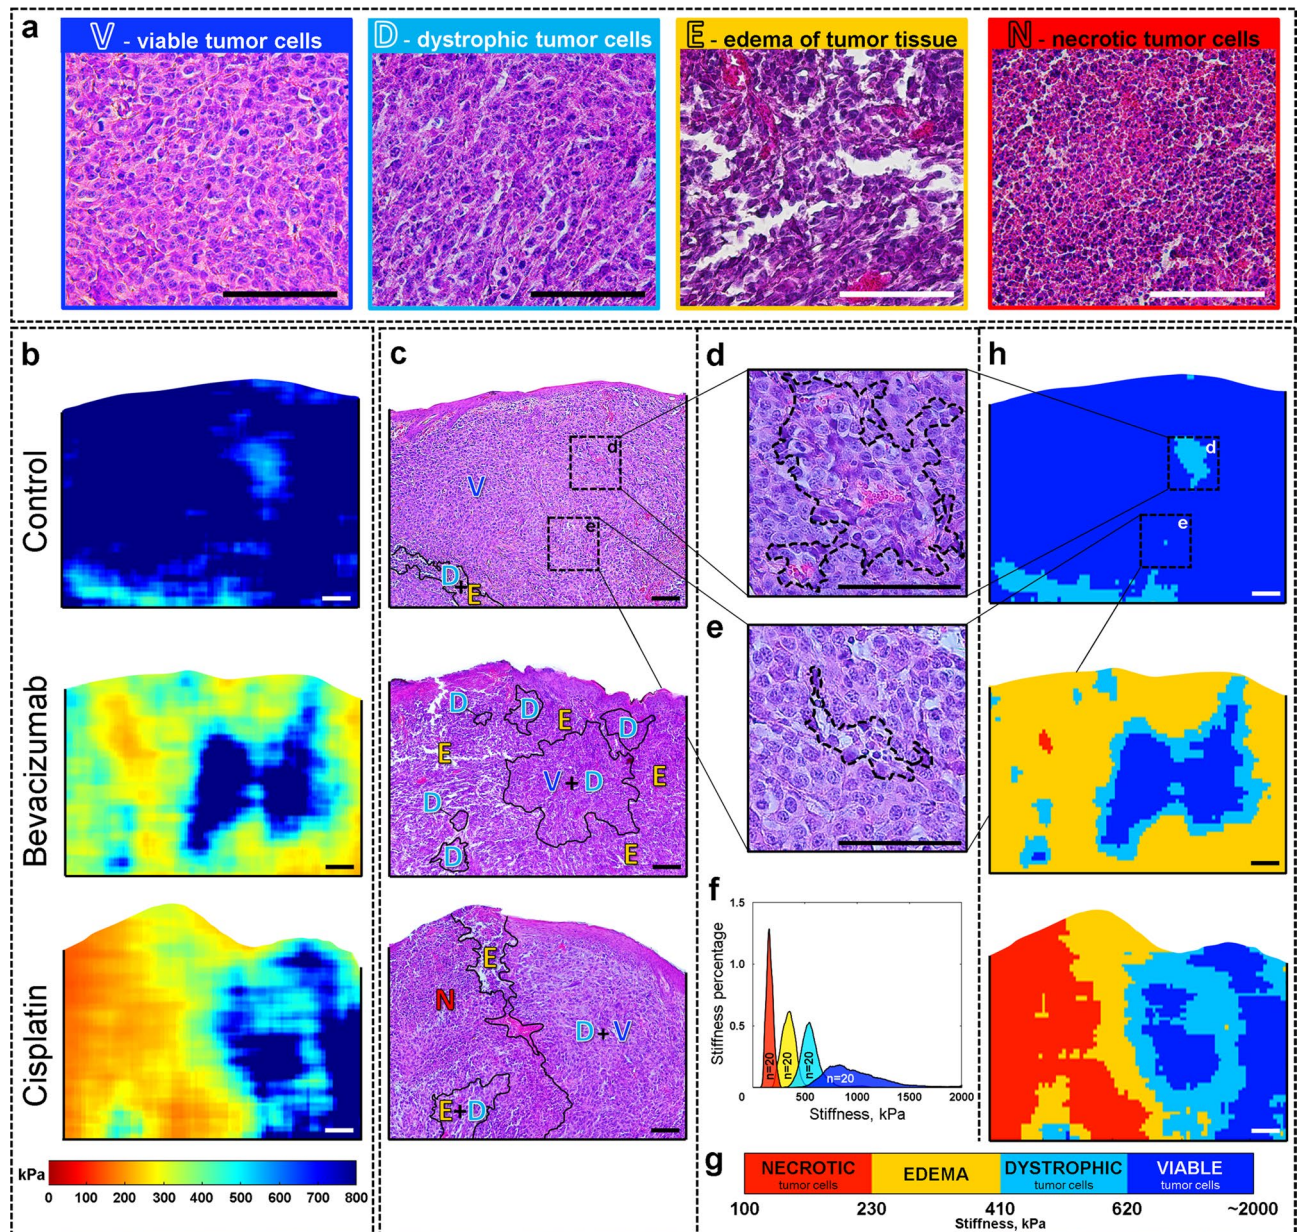 a
V - viable tumor cells
D - dystrophic tumor cells
E - edema of tumor tissue
N - necrotic tumor cells
b
c
d
h
Control
d
V
e
D+E
d
e
e
Bevacizumab
D
D
E
D
E
V+D
E
D
D
E
Cisplatin
E
N
D+V
E+D
f
1.5
1.0
0.5
Stiffness percentage
n=20
n=20
n=20
n=20
0
500
1000
1500
2000
Stiffness, kPa
kPa
0 100 200 300 400 500 600 700 800
g
NECROTIC
tumor cells
EDEMA
DYSTROPHIC
tumor cells
VIABLE
tumor cells
100 230 410 620 ~2000
Stiffness, kPa